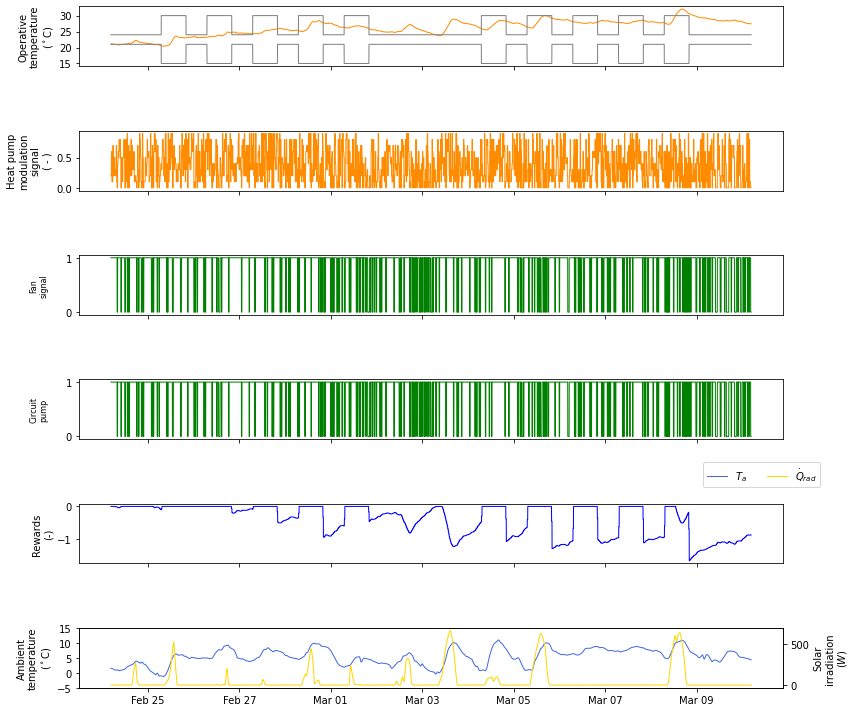 Operative
temperature
(°C)
30
25
20
15
Heat pump
modulation
signal
( - )
0.5
0.0
Fan
signal
1
0
Circuit
pump
1
0
T_a
Q̇_rad
Rewards
(-)
0
−1
Ambient
temperature
(°C)
15
10
5
0
−5
500
0
Solar
irradiation
(W)
Feb 25 Feb 27 Mar 01 Mar 03 Mar 05 Mar 07 Mar 09